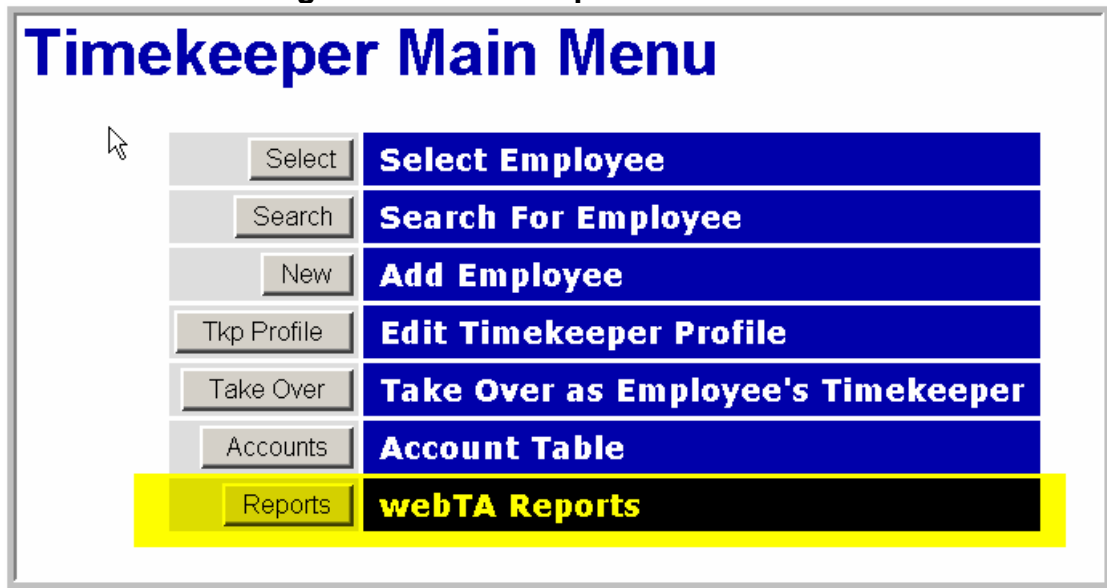 Timekeeper Main Menu
Select Select Employee
Search Search For Employee
New Add Employee
Tkp Profile Edit Timekeeper Profile
Take Over Take Over as Employee's Timekeeper
Accounts Account Table
Reports webTA Reports